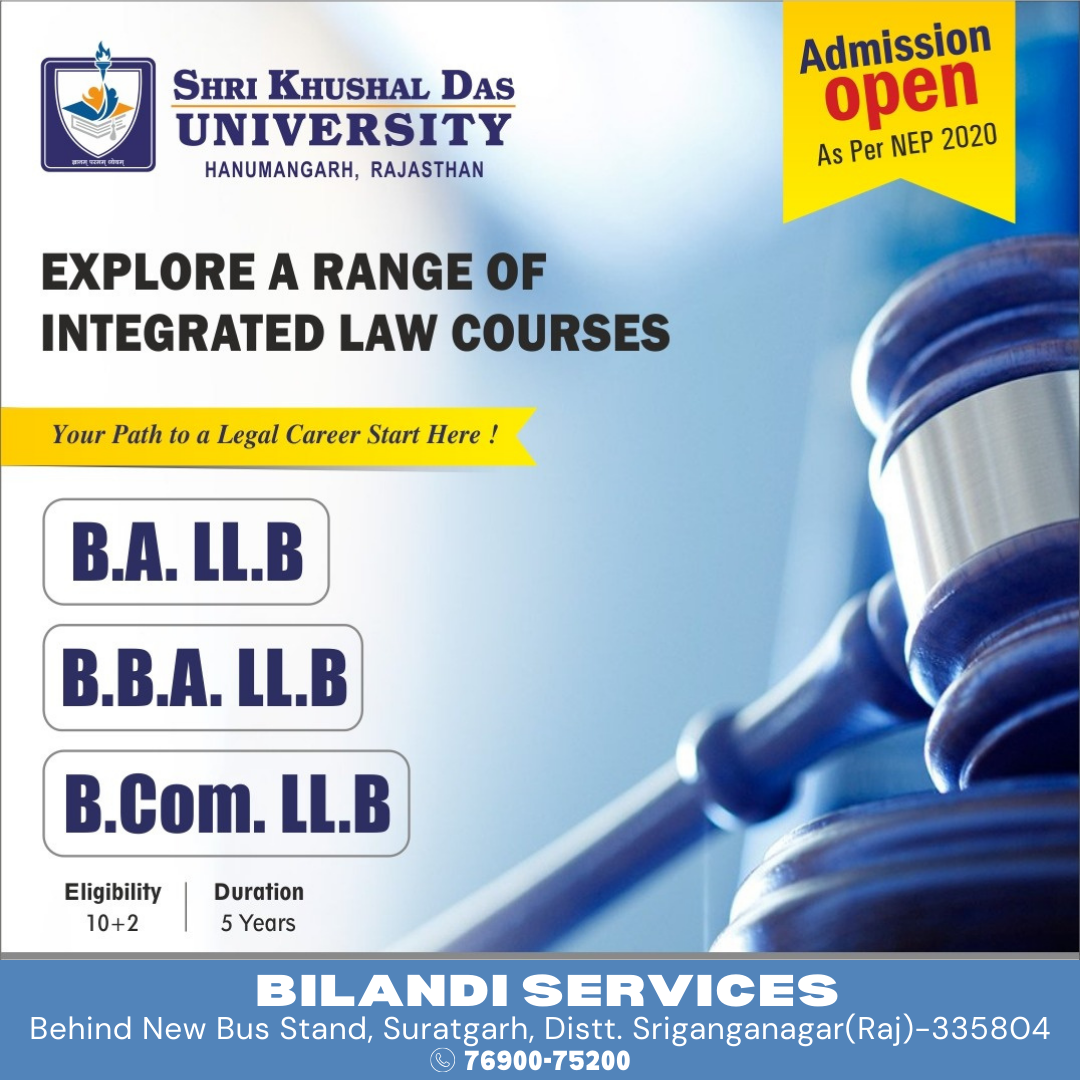 SHRI KHUSHAL DAS
UNIVERSITY
HANUMANGARH, RAJASTHAN
Admission
open
As Per NEP 2020
EXPLORE A RANGE OF
INTEGRATED LAW COURSES
Your Path to a Legal Career Start Here !
B.A. LL.B
B.B.A. LL.B
B.Com. LL.B
Eligibility
10+2
Duration
5 Years
BILANDI SERVICES
Behind New Bus Stand, Suratgarh, Distt. Sriganganagar(Raj)-335804
76900-75200